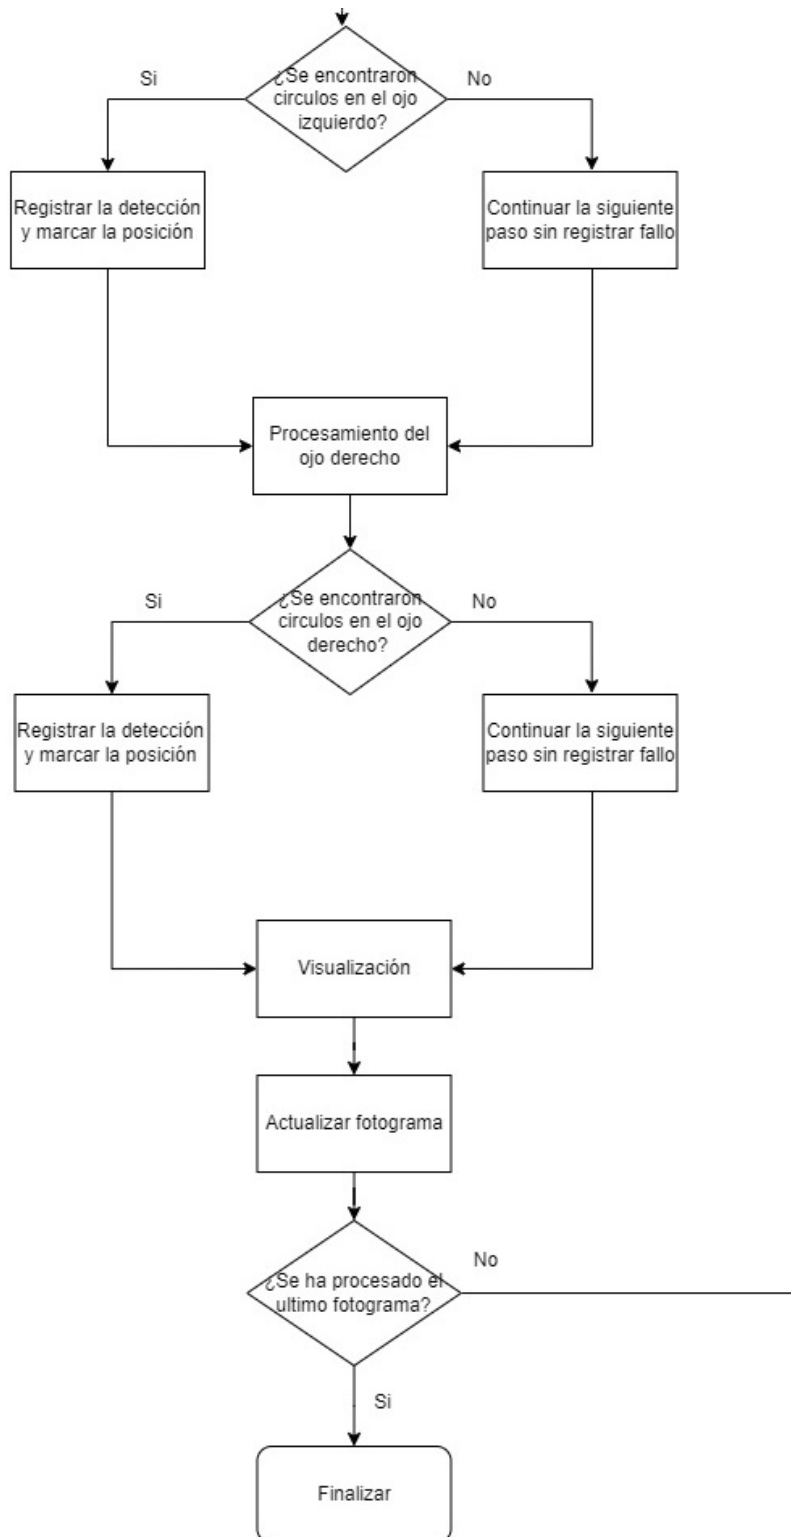 Si
¿Se encontraron
circulos en el ojo
izquierdo?
No
Registrar la detección
y marcar la posición
Continuar la siguiente
paso sin registrar fallo
Procesamiento del
ojo derecho
Si
¿Se encontraron
circulos en el ojo
derecho?
No
Registrar la detección
y marcar la posición
Continuar la siguiente
paso sin registrar fallo
Visualización
Actualizar fotograma
¿Se ha procesado el
ultimo fotograma?
No
Si
Finalizar